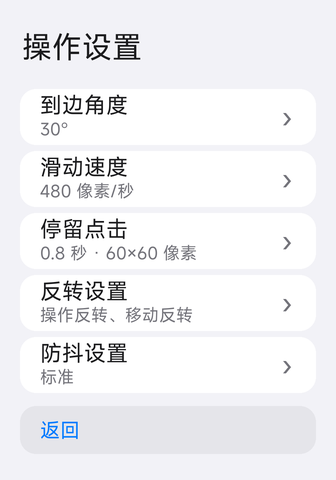 操作设置
到边角度
30°
滑动速度
480 像素/秒
停留点击
0.8 秒 · 60×60 像素
反转设置
操作反转、移动反转
防抖设置
标准
返回